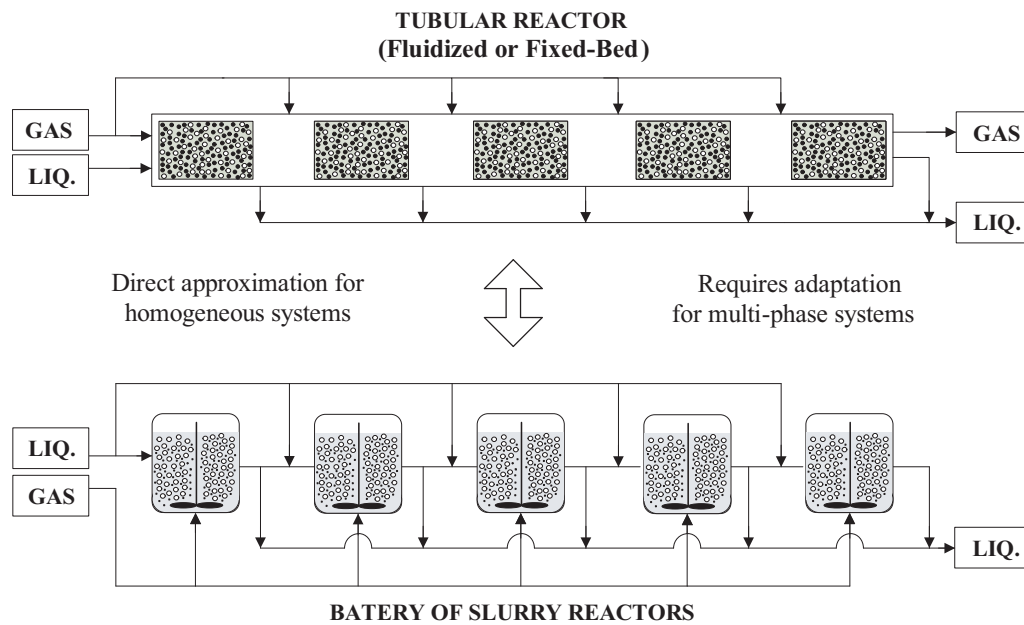 TUBULAR REACTOR
(Fluidized or Fixed-Bed)
GAS
LIQ.
GAS
LIQ.
Direct approximation for
homogeneous systems
Requires adaptation
for multi-phase systems
LIQ.
GAS
LIQ.
BATERY OF SLURRY REACTORS